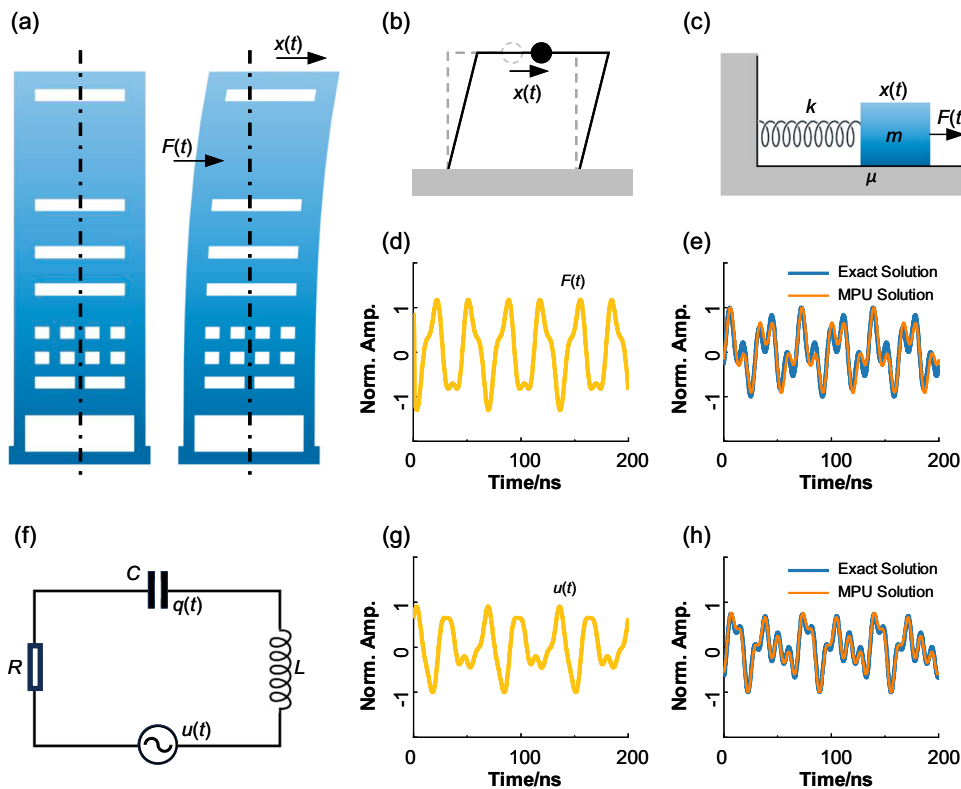 (a)
x(t)
F(t)
(b)
x(t)
(c)
x(t)
k
m
F(t
μ
(d)
F(t)
Norm. Amp.
1
0
-1
0
100
200
Time/ns
(e)
Exact Solution
MPU Solution
Norm. Amp.
1
0
-1
0
100
200
Time/ns
(f)
C
q(t)
R
L
u(t)
(g)
u(t)
Norm. Amp.
1
0
-1
0
100
200
Time/ns
(h)
Exact Solution
MPU Solution
Norm. Amp.
1
0
-1
0
100
200
Time/ns